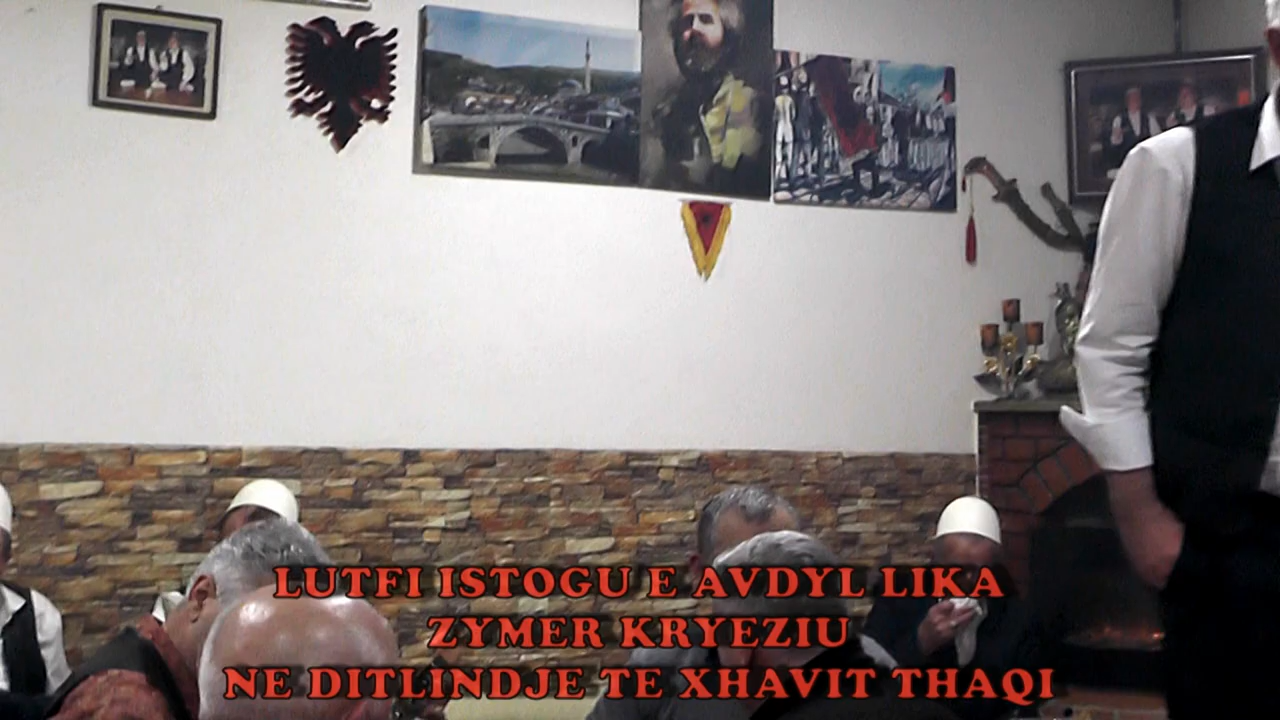 LUTFI ISTOGU E AVDYL LIKA
ZYMER KRYEZIU
NE DITLINDJE TE XHAVIT THAQI